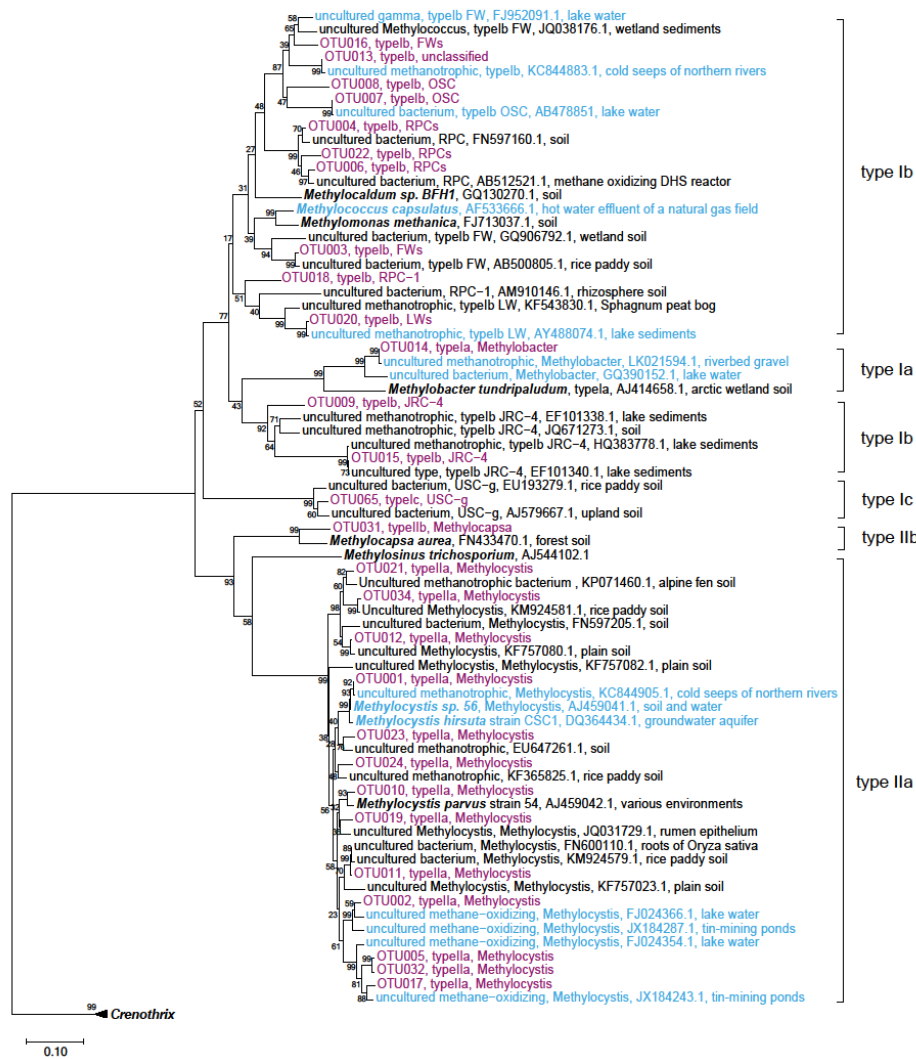 58
uncultured gamma, typeIb FW, FJ952091.1, lake water
65
uncultured Methylococcus, typeIb FW, JQ038176.1, wetland sediments
39
OTU016, typeIb, FWs
OTU013, typeIb, unclassified
87
99
uncultured methanotrophic, typeIb, KC844883.1, cold seeps of northern rivers
OTU008, typeIb, OSC
47
OTU007, typeIb, OSC
48
99
uncultured bacterium, typeIb OSC, AB478851, lake water
70
OTU004, typeIb, RPCs
uncultured bacterium, RPC, FN597160.1, soil
27
99
OTU022, typeIb, RPCs
type Ib
46
OTU006, typeIb, RPCs
97
uncultured bacterium, RPC, AB512521.1, methane oxidizing DHS reactor
31
Methylocaldum sp. BFH1, GQ130270.1, soil
99
Methylococcus capsulatus, AF533666.1, hot water effluent of a natural gas field
Methylomonas methanica, FJ713037.1, soil
17
39
uncultured bacterium, typeIb FW, GQ906792.1, wetland soil
94
OTU003, typeIb, FWs
99
uncultured bacterium, typeIb FW, AB500805.1, rice paddy soil
OTU018, typeIb, RPC−1
51
uncultured bacterium, RPC−1, AM910146.1, rhizosphere soil
77
40
uncultured methanotrophic, typeIb LW, KF543830.1, Sphagnum peat bog
99
OTU020, typeIb, LWs
99
uncultured methanotrophic, typeIb LW, AY488074.1, lake sediments
OTU014, typeIa, Methylobacter
99
uncultured methanotrophic, Methylobacter, LK021594.1, riverbed gravel
type Ia
99
uncultured bacterium, Methylobacter, GQ390152.1, lake water
43
Methylobacter tundripaludum, typeIa, AJ414658.1, arctic wetland soil
52
OTU009, typeIb, JRC−4
71
uncultured methanotrophic, typeIb JRC−4, EF101338.1, lake sediments
92
uncultured methanotrophic, typeIb JRC−4, JQ671273.1, soil
type Ib
64
uncultured methanotrophic, typeIb JRC−4, HQ383778.1, lake sediments
99
OTU015, typeIb, JRC−4
73
uncultured type, typeIb JRC−4, EF101340.1, lake sediments
uncultured bacterium, USC−g, EU193279.1, rice paddy soil
99
OTU065, typeIc, USC−g
type Ic
60
uncultured bacterium, USC−g, AJ579667.1, upland soil
99
OTU031, typeIIb, Methylocapsa
type IIb
Methylocapsa aurea, FN433470.1, forest soil
93
Methylosinus trichosporium, AJ544102.1
82
OTU021, typeIIa, Methylocystis
60
Uncultured methanotrophic bacterium , KP071460.1, alpine fen soil
OTU034, typeIIa, Methylocystis
98
99
Uncultured Methylocystis, KM924581.1, rice paddy soil
58
uncultured bacterium, Methylocystis, FN597205.1, soil
54
OTU012, typeIIa, Methylocystis
99
uncultured Methylocystis, KF757080.1, plain soil
uncultured Methylocystis, Methylocystis, KF757082.1, plain soil
99
92
OTU001, typeIIa, Methylocystis
93
uncultured methanotrophic, Methylocystis, KC844905.1, cold seeps of northern rivers
99
Methylocystis sp. 56, Methylocystis, AJ459041.1, soil and water
40
Methylocystis hirsuta strain CSC1, DQ364434.1, groundwater aquifer
38
OTU023, typeIIa, Methylocystis
28
uncultured methanotrophic, EU647261.1, soil
OTU024, typeIIa, Methylocystis
uncultured methanotrophic, KF365825.1, rice paddy soil
type IIa
93
OTU010, typeIIa, Methylocystis
56
Methylocystis parvus strain 54, AJ459042.1, various environments
OTU019, typeIIa, Methylocystis
uncultured Methylocystis, Methylocystis, JQ031729.1, rumen epithelium
89
uncultured bacterium, Methylocystis, FN600110.1, roots of Oryza sativa
99
uncultured bacterium, Methylocystis, KM924579.1, rice paddy soil
58
70
OTU011, typeIIa, Methylocystis
uncultured Methylocystis, Methylocystis, KF757023.1, plain soil
59
OTU002, typeIIa, Methylocystis
23
99
uncultured methane−oxidizing, Methylocystis, FJ024366.1, lake water
uncultured methane−oxidizing, Methylocystis, JX184287.1, tin−mining ponds
61
uncultured methane−oxidizing, Methylocystis, FJ024354.1, lake water
99
99
OTU005, typeIIa, Methylocystis
OTU032, typeIIa, Methylocystis
81
OTU017, typeIIa, Methylocystis
88
uncultured methane−oxidizing, Methylocystis, JX184243.1, tin−mining ponds
99
Crenothrix
0.10